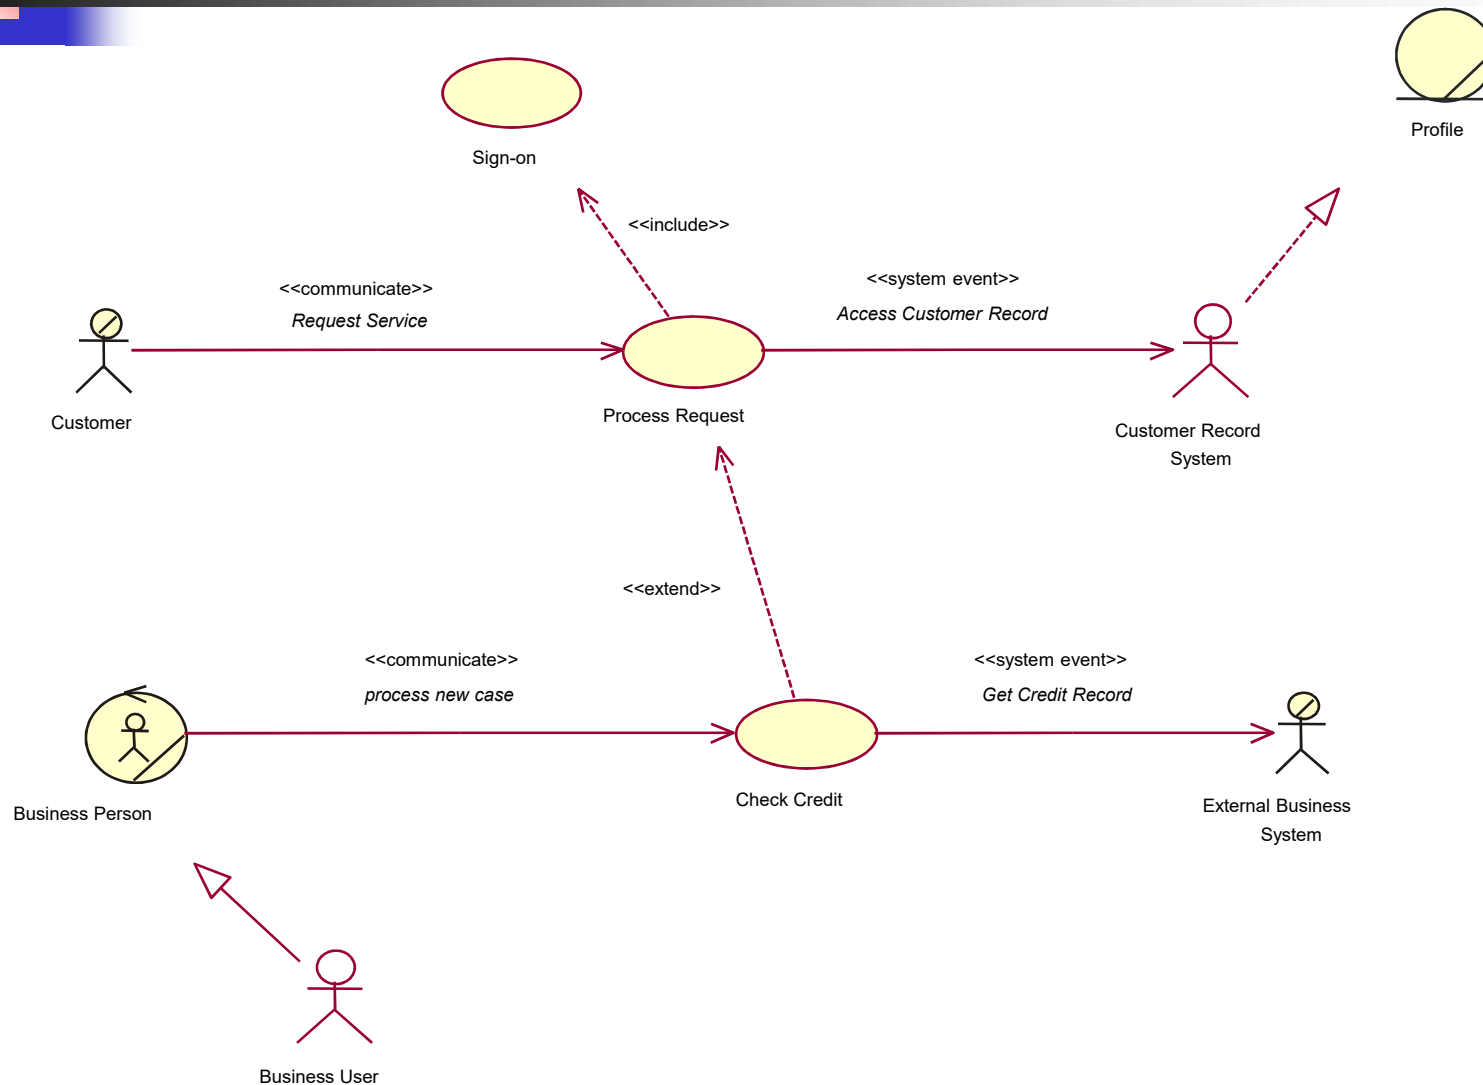 Profile
Sign-on
<<include>>
<<communicate>>
Request Service
<<system event>>
Access Customer Record
Customer
Process Request
Customer Record
System
<<extend>>
<<communicate>>
process new case
<<system event>>
Get Credit Record
Business Person
Check Credit
External Business
System
Business User